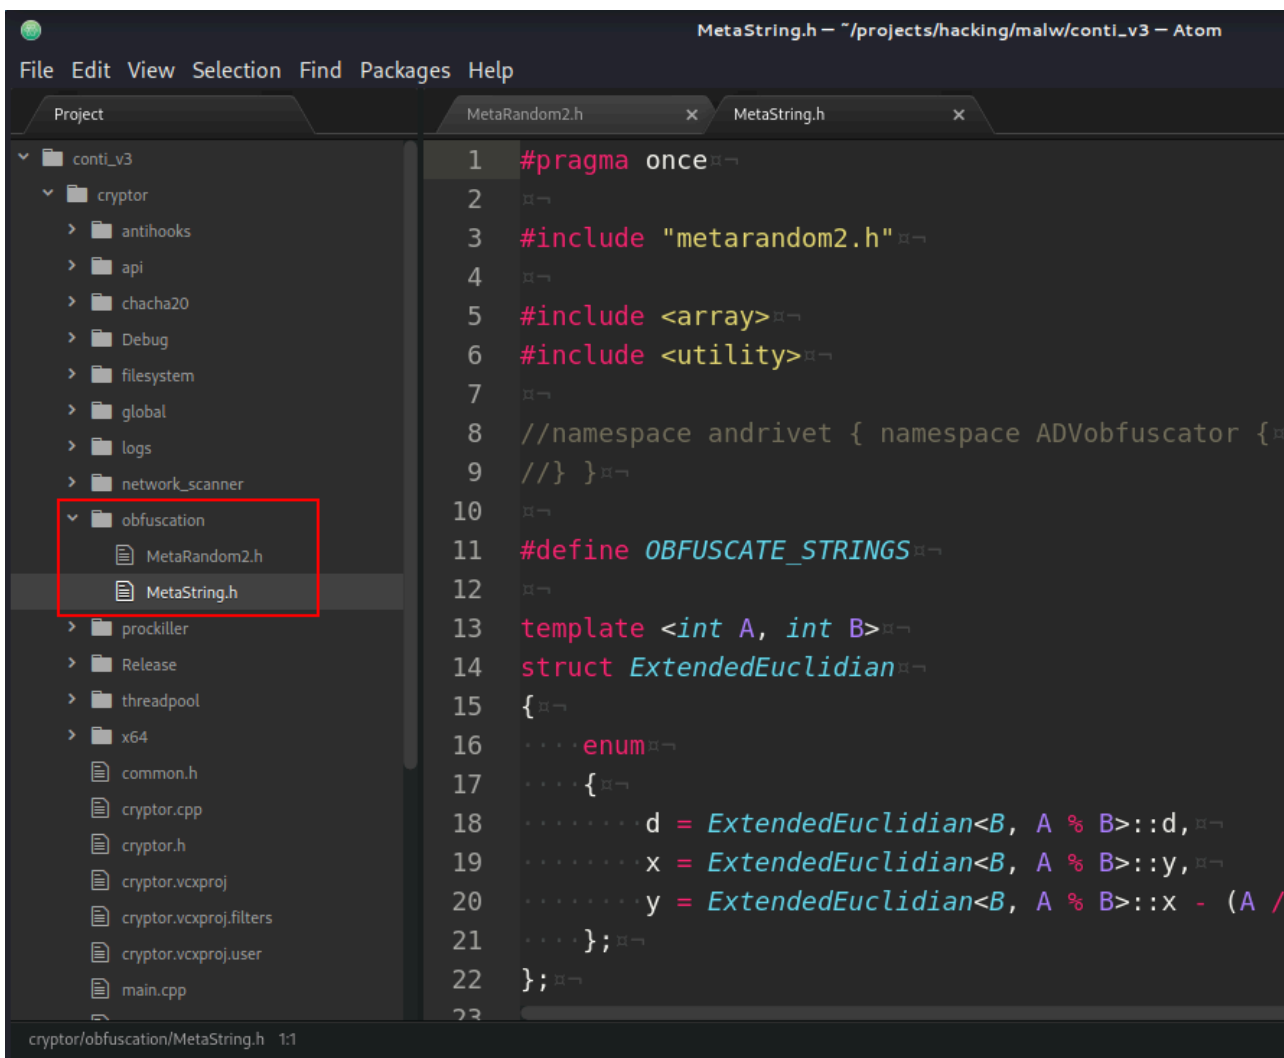 MetaString.h — ~/projects/hacking/malw/conti_v3 — Atom
File Edit View Selection Find Packages Help
Project
MetaRandom2.h
MetaString.h
conti_v3
cryptor
antihooks
api
chacha20
Debug
filesystem
global
logs
network_scanner
obfuscation
MetaRandom2.h
MetaString.h
prockiller
Release
threadpool
x64
common.h
cryptor.cpp
cryptor.h
cryptor.vcxproj
cryptor.vcxproj.filters
cryptor.vcxproj.user
main.cpp
1 #pragma once
2
3 #include "metarandom2.h"
4
5 #include <array>
6 #include <utility>
7
8 //namespace andrivet { namespace ADVobfuscator {
9 //} }
10
11 #define OBFUSCATE_STRINGS
12
13 template <int A, int B>
14 struct ExtendedEuclidian
15 {
16 enum
17 {
18 d = ExtendedEuclidian<B, A % B>::d,
19 x = ExtendedEuclidian<B, A % B>::y,
20 y = ExtendedEuclidian<B, A % B>::x - (A /
21 };
22 };
23
cryptor/obfuscation/MetaString.h 1:1